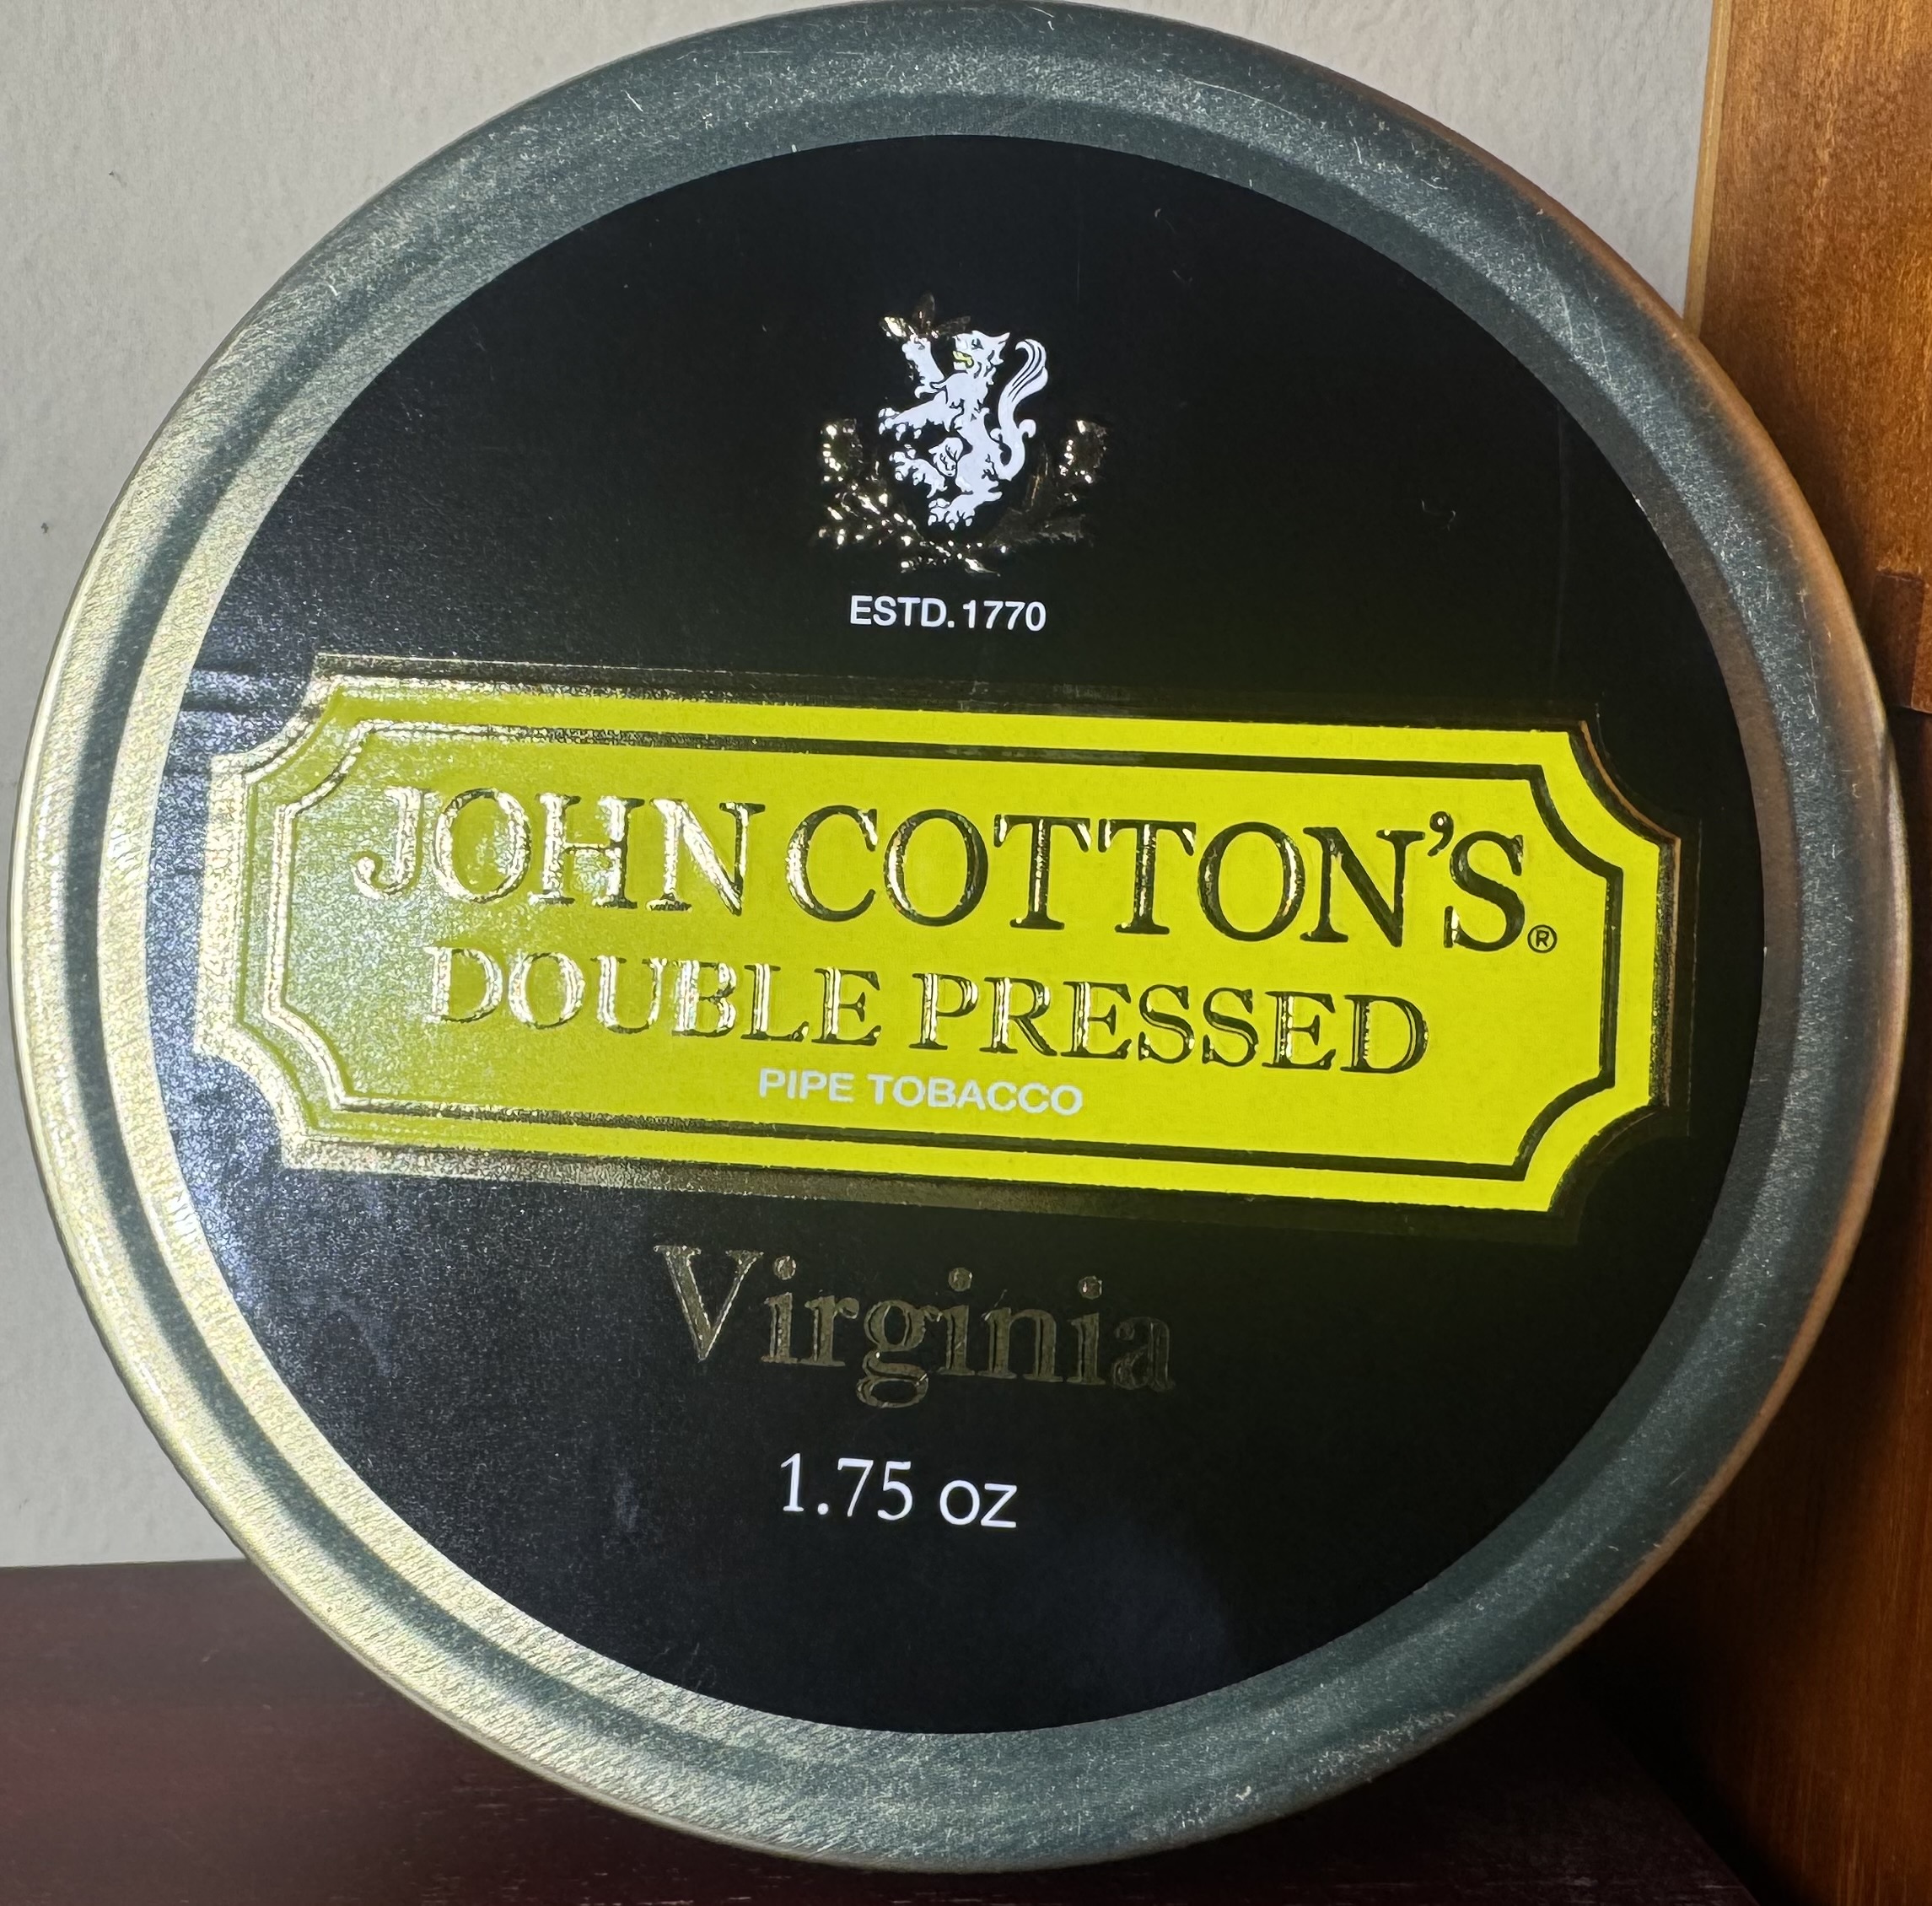 ESTD. 1770
JOHN COTTON'S®
DOUBLE PRESSED
PIPE TOBACCO
Virginia
1.75 oz